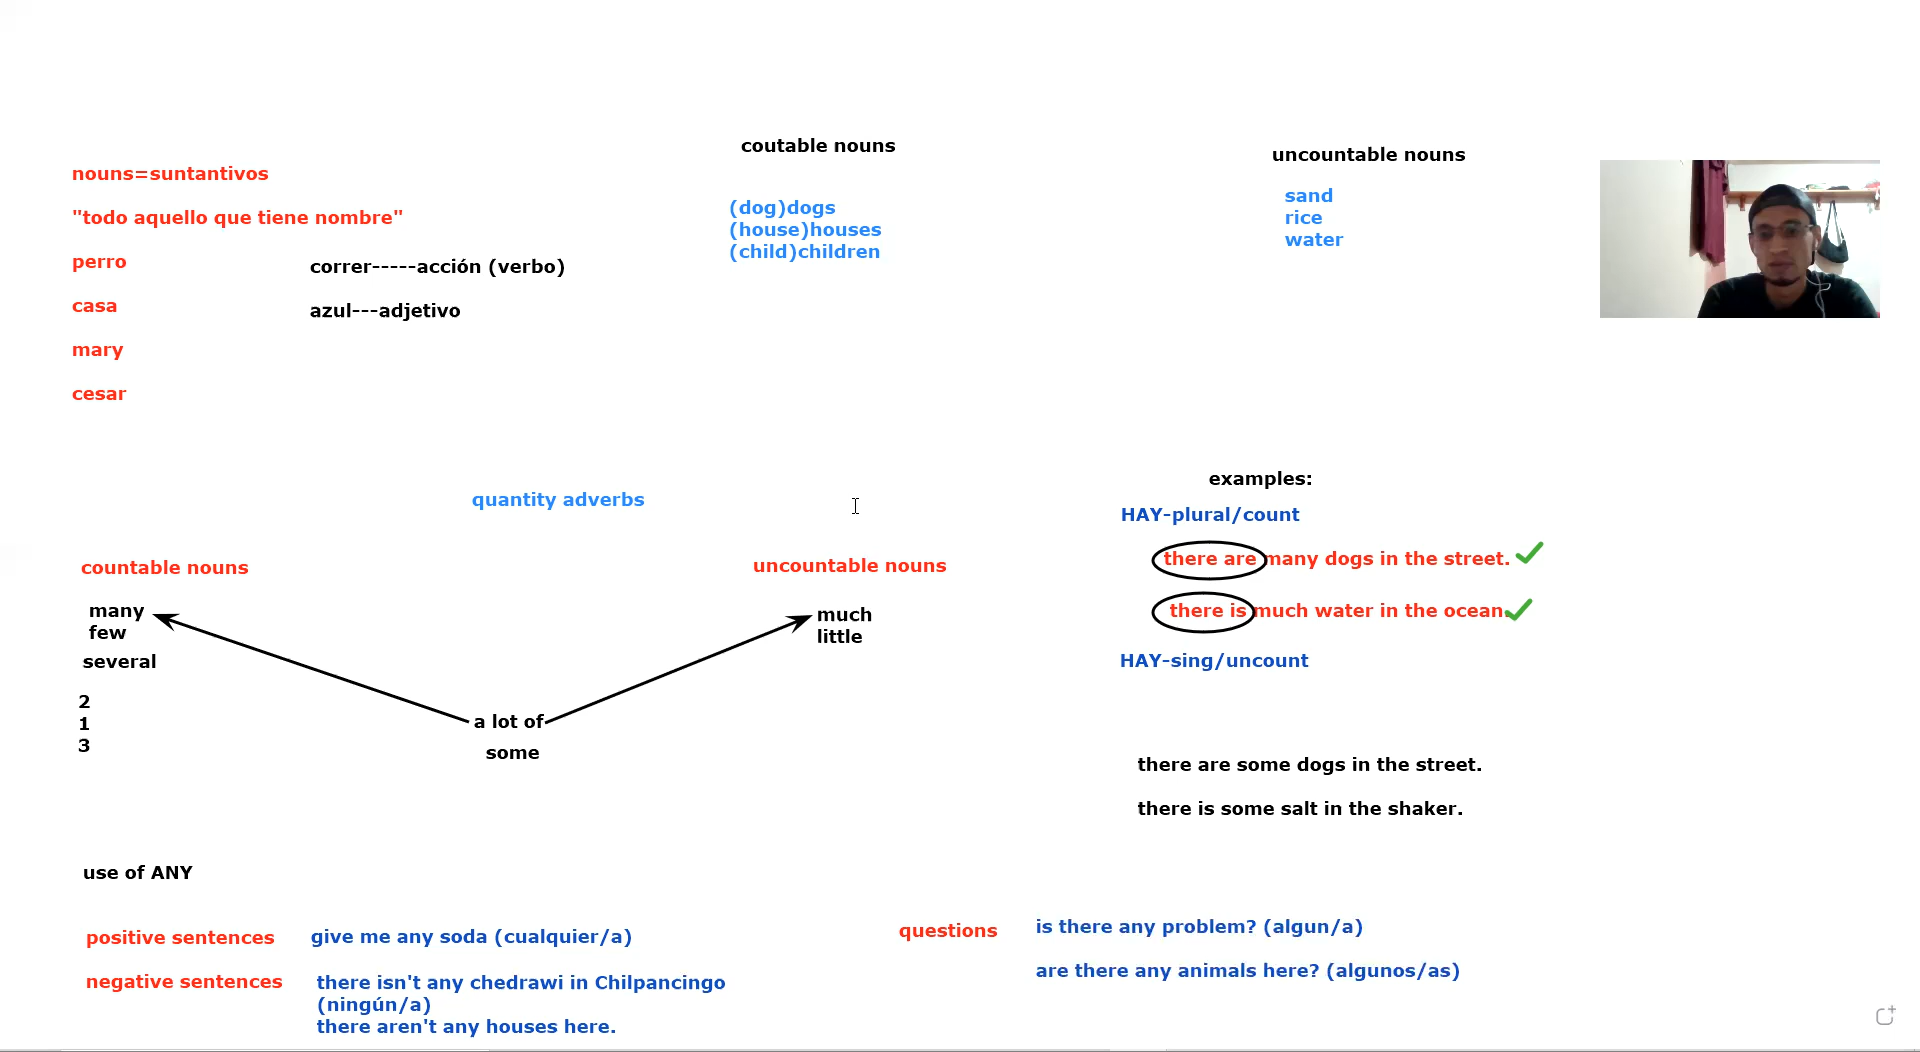 nouns=suntantivos
"todo aquello que tiene nombre"
perro
casa
mary
cesar
correr-----acción (verbo)
azul---adjetivo
coutable nouns
(dog)dogs
(house)houses
(child)children
uncountable nouns
sand
rice
water
quantity adverbs
countable nouns
many
few
several
2
1
3
a lot of
some
uncountable nouns
much
little
examples:
HAY-plural/count
there are many dogs in the street.
there is much water in the ocean.
HAY-sing/uncount
there are some dogs in the street.
there is some salt in the shaker.
use of ANY
positive sentences
give me any soda (cualquier/a)
negative sentences
there isn't any chedrawi in Chilpancingo
(ningún/a)
there aren't any houses here.
questions
is there any problem? (algun/a)
are there any animals here? (algunos/as)